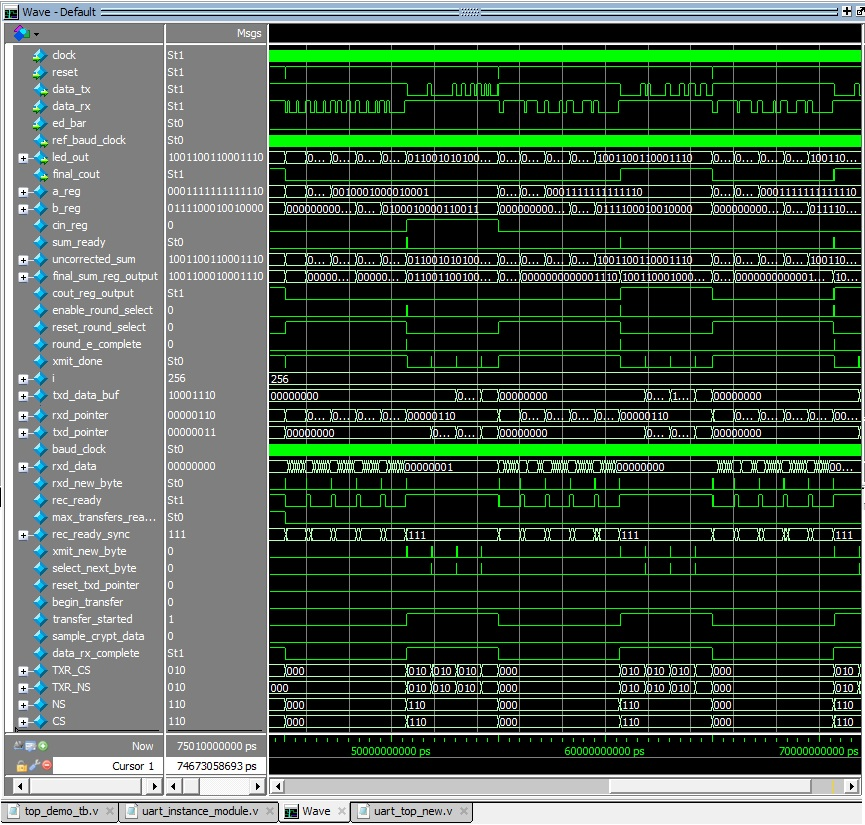 Wave - Default
Msgs
clock St1
reset St1
data_tx St1
data_rx St1
ed_bar St0
ref_baud_clock St0
led_out 1001100110001110 0... 0... 0... 0... 011001010100... 0... 0... 0... 1001100110001110 0... 0... 0... 100110...
final_cout St1
a_reg 0001111111111110 0... 0010001000010001 0... 0... 0001111111111110 0... 0... 0001111111111110
b_reg 0111100010010000 000000000... 0... 0100010000110011 000000000... 0... 0111100010010000 000000000... 0... 011110...
cin_reg 0
sum_ready St0
uncorrected_sum 1001100110001110 0... 0... 0... 0... 011001010100... 0... 0... 0... 1001100110001110 0... 0... 0... 100110...
final_sum_reg_output 1001100010001110 00000... 00000... 011001100100... 0... 0000000000001110 100110001000... 0... 0000000000001... 10...
cout_reg_output St1
enable_round_select 0
reset_round_select 0
round_e_complete 0
xmit_done St0
i 256 256
txd_data_buf 10001110 00000000 0... 00000000 0... 1... 00000000
rxd_pointer 00000110 0... 0... 0... 0... 00000110 0... 0... 0... 0... 00000110 0... 0... 0... 0... 00...
txd_pointer 00000011 00000000 0... 0... 00000000 0... 0... 00000000
baud_clock St0
rxd_data 00000000 00000001 00000000 00...
rxd_new_byte St0
rec_ready St1
max_transfers_rea... St0
rec_ready_sync 111 111 111 111
xmit_new_byte 0
select_next_byte 0
reset_txd_pointer 0
begin_transfer 0
transfer_started 1
sample_crypt_data 0
data_rx_complete St1
TXR_CS 010 000 010 010 010 000 010 010 010 000 010
TXR_NS 010 000 010 010 010 000 010 010 010 000 010
NS 110 000 110 000 110 000 110
CS 110 000 110 000 110 000 110
Now 75010000000 ps 50000000000 ps 60000000000 ps 70000000000 ps
Cursor 1 74673058693 ps
top_demo_tb.v uart_instance_module.v Wave uart_top_new.v